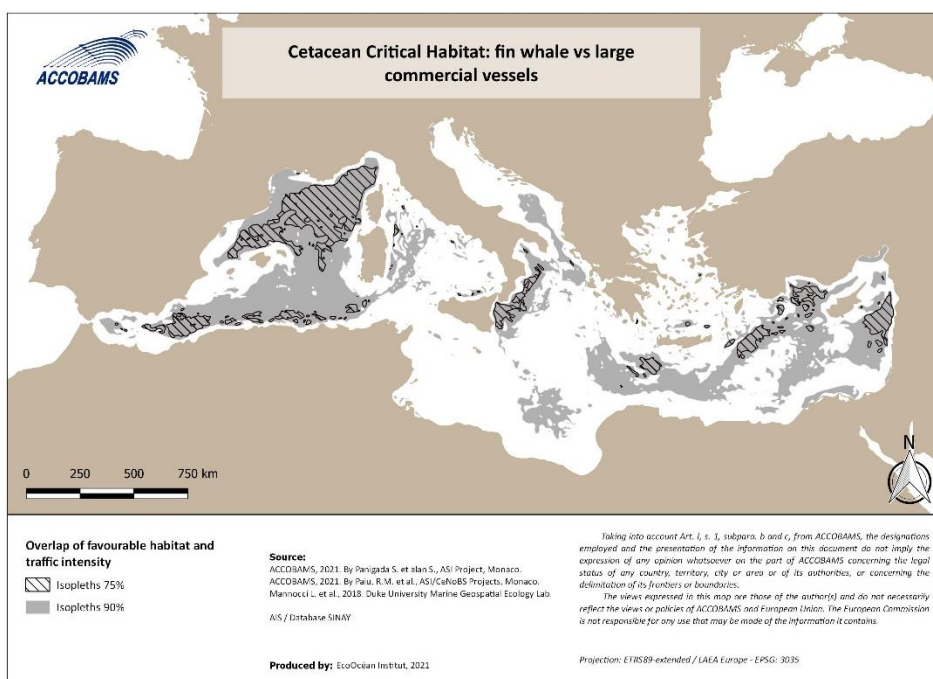 ACCOBAMS
Cetacean Critical Habitat: fin whale vs large
commercial vessels
N
0 250 500 750 km
Overlap of favourable habitat and
traffic intensity
Isopleths 75%
Isopleths 90%
Source:
ACCOBAMS, 2021. By Panigada S. et alan S., ASI Project, Monaco.
ACCOBAMS, 2021. By Paiu, R.M. et al., ASI/CeNoBS Projects, Monaco.
Mannocci L. et al., 2018. Duke University Marine Geospatial Ecology Lab.
AIS / Database SINAY
Produced by: EcoOcéan Institut, 2021
Taking into account Art. I, s. 1, subpara. b and c, from ACCOBAMS, the designations
employed and the presentation of the information on this document do not imply the
expression of any opinion whatsoever on the part of ACCOBAMS concerning the legal
status of any country, territory, city or area or of its authorities, or concerning the
delimitation of its frontiers or boundaries.
The views expressed in this map are those of the author(s) and do not necessarily
reflect the views or policies of ACCOBAMS and European Union. The European Commission
is not responsible for any use that may be made of the information it contains.
Projection: ETRS89-extended / LAEA Europe - EPSG: 3035